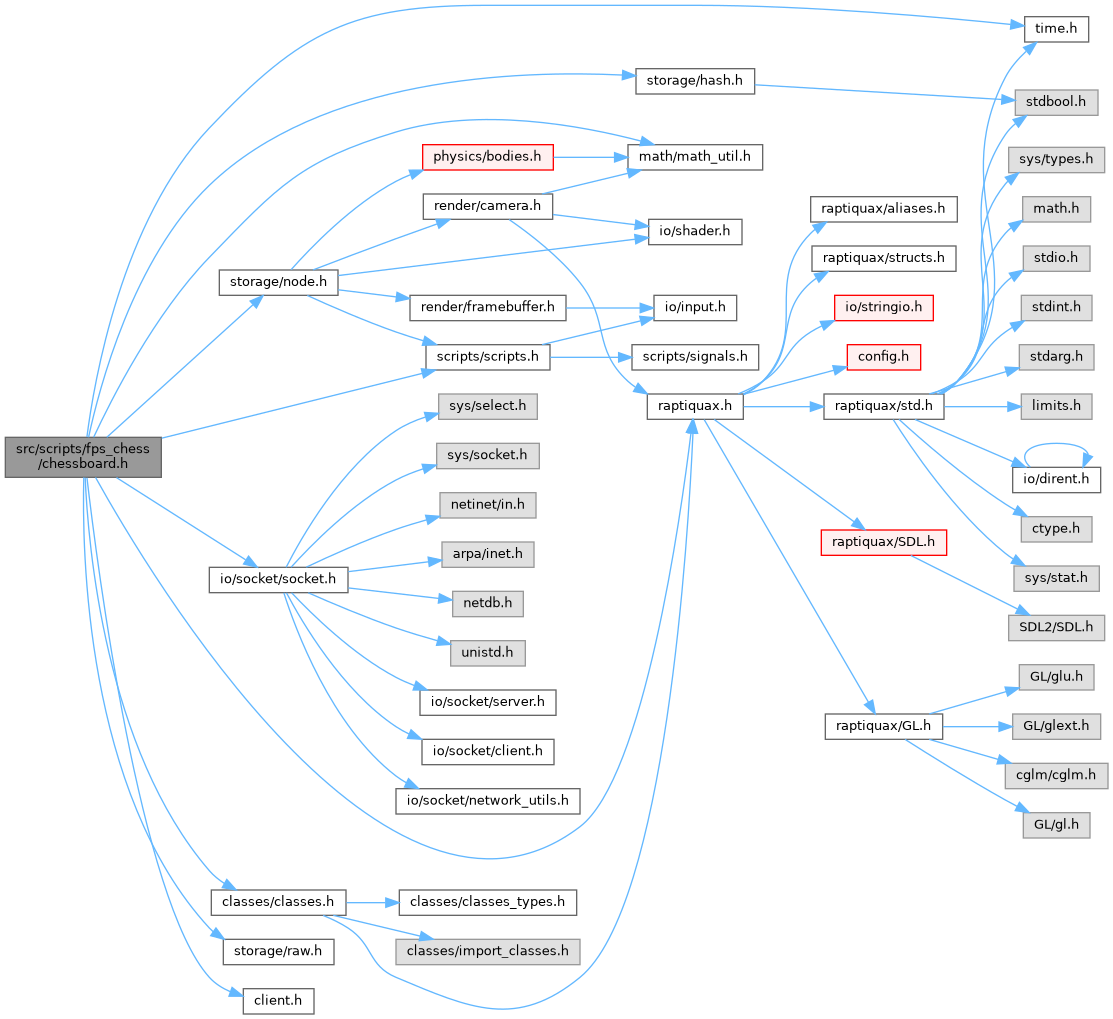 time.h
storage/hash.h
stdbool.h
physics/bodies.h
math/math_util.h
sys/types.h
render/camera.h
raptiquax/aliases.h
math.h
io/shader.h
raptiquax/structs.h
stdio.h
storage/node.h
render/framebuffer.h
io/input.h
io/stringio.h
stdint.h
scripts/scripts.h
scripts/signals.h
config.h
stdarg.h
sys/select.h
raptiquax.h
raptiquax/std.h
limits.h
src/scripts/fps_chess
/chessboard.h
sys/socket.h
io/dirent.h
netinet/in.h
ctype.h
arpa/inet.h
raptiquax/SDL.h
io/socket/socket.h
sys/stat.h
netdb.h
SDL2/SDL.h
unistd.h
GL/glu.h
io/socket/server.h
raptiquax/GL.h
GL/glext.h
io/socket/client.h
cglm/cglm.h
io/socket/network_utils.h
GL/gl.h
classes/classes.h
classes/classes_types.h
storage/raw.h
classes/import_classes.h
client.h